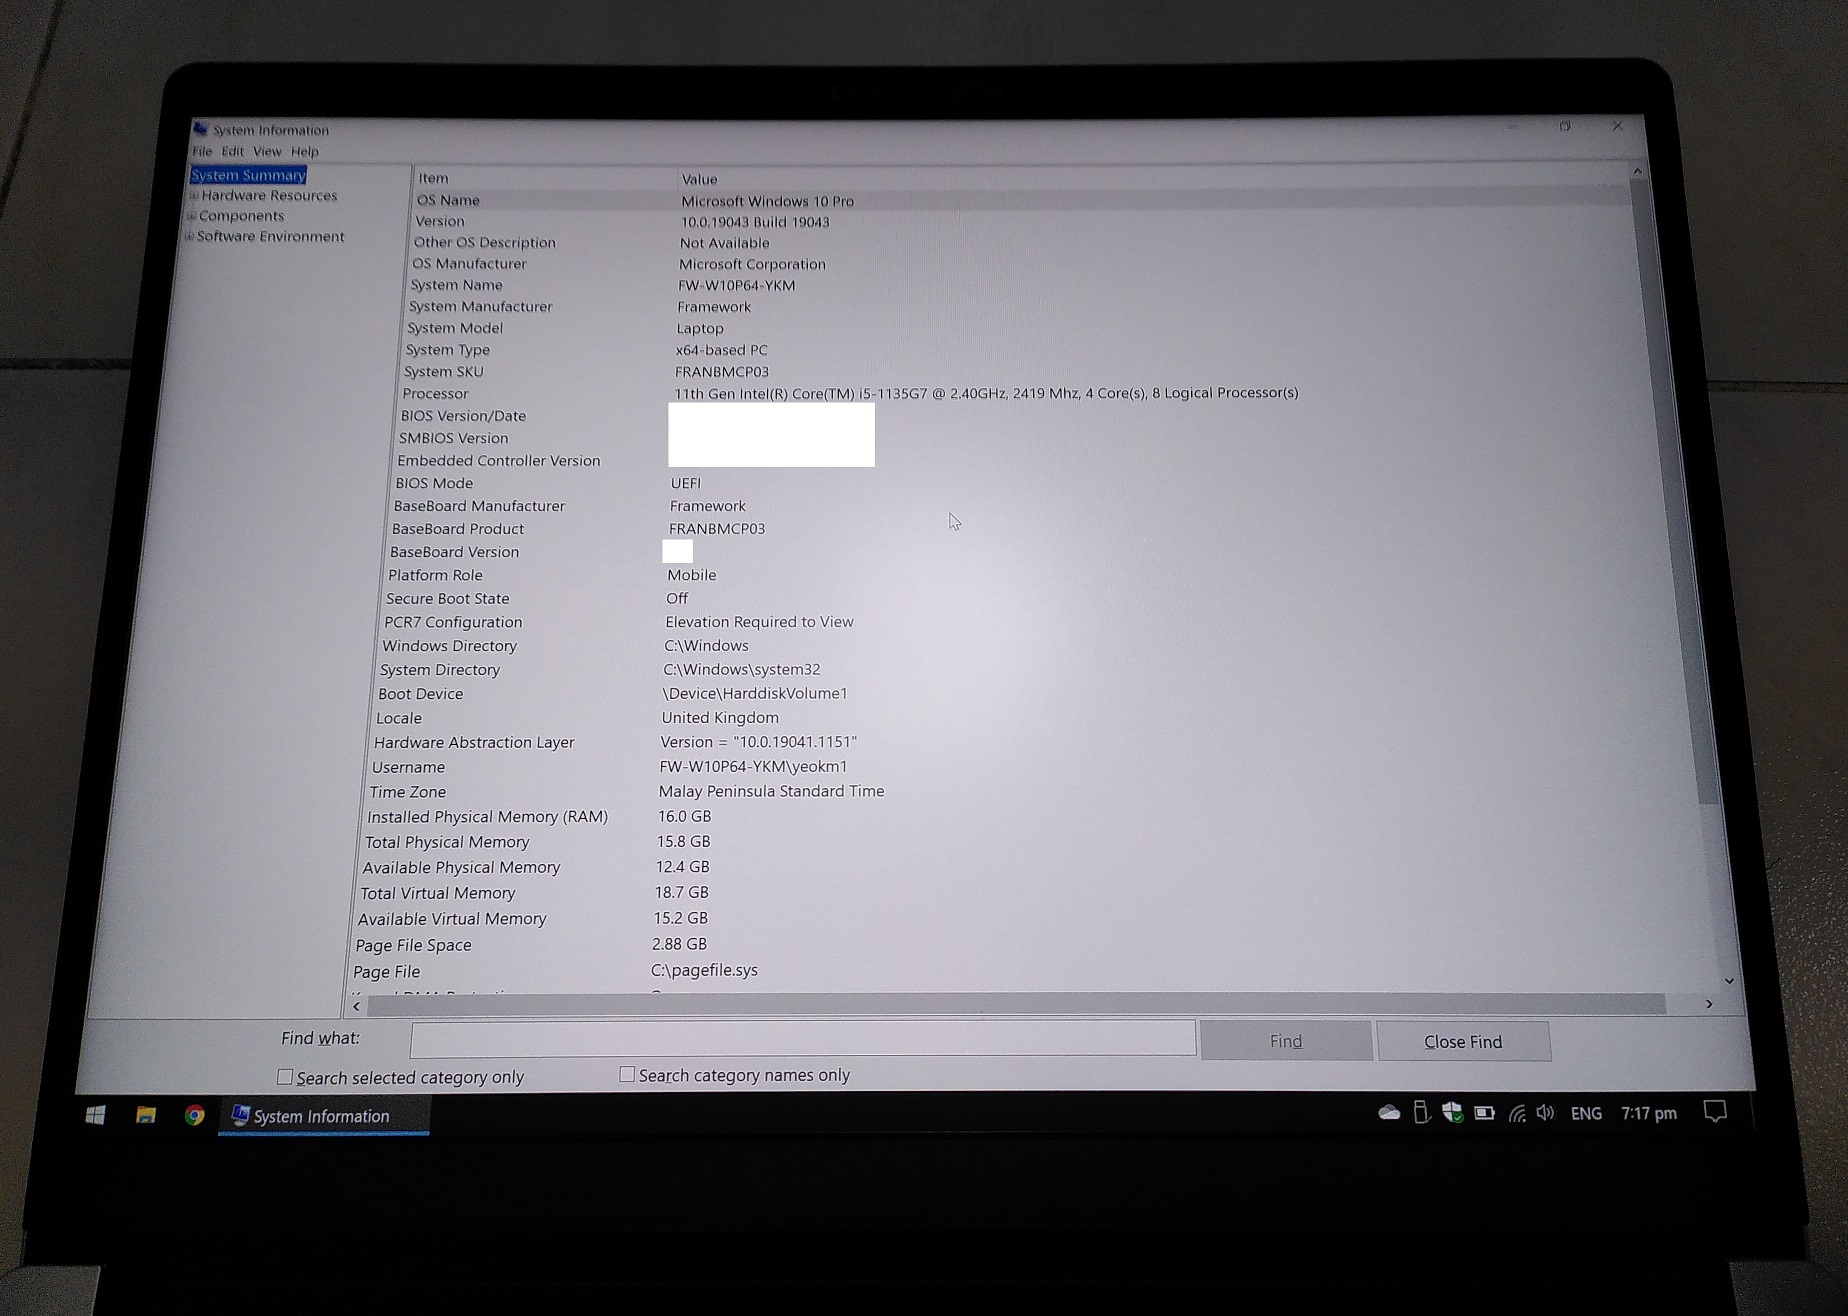 System Information
File Edit View Help
System Summary
Hardware Resources
Components
Software Environment
Item Value
OS Name Microsoft Windows 10 Pro
Version 10.0.19043 Build 19043
Other OS Description Not Available
OS Manufacturer Microsoft Corporation
System Name FW-W10P64-YKM
System Manufacturer Framework
System Model Laptop
System Type x64-based PC
System SKU FRANBMCP03
Processor 11th Gen Intel(R) Core(TM) i5-1135G7 @ 2.40GHz, 2419 Mhz, 4 Core(s), 8 Logical Processor(s)
BIOS Version/Date
SMBIOS Version
Embedded Controller Version
BIOS Mode UEFI
BaseBoard Manufacturer Framework
BaseBoard Product FRANBMCP03
BaseBoard Version
Platform Role Mobile
Secure Boot State Off
PCR7 Configuration Elevation Required to View
Windows Directory C:\Windows
System Directory C:\Windows\system32
Boot Device \Device\HarddiskVolume1
Locale United Kingdom
Hardware Abstraction Layer Version = "10.0.19041.1151"
Username FW-W10P64-YKM\yeokm1
Time Zone Malay Peninsula Standard Time
Installed Physical Memory (RAM) 16.0 GB
Total Physical Memory 15.8 GB
Available Physical Memory 12.4 GB
Total Virtual Memory 18.7 GB
Available Virtual Memory 15.2 GB
Page File Space 2.88 GB
Page File C:\pagefile.sys
Find what: Find Close Find
Search selected category only Search category names only
System Information ENG 7:17 pm